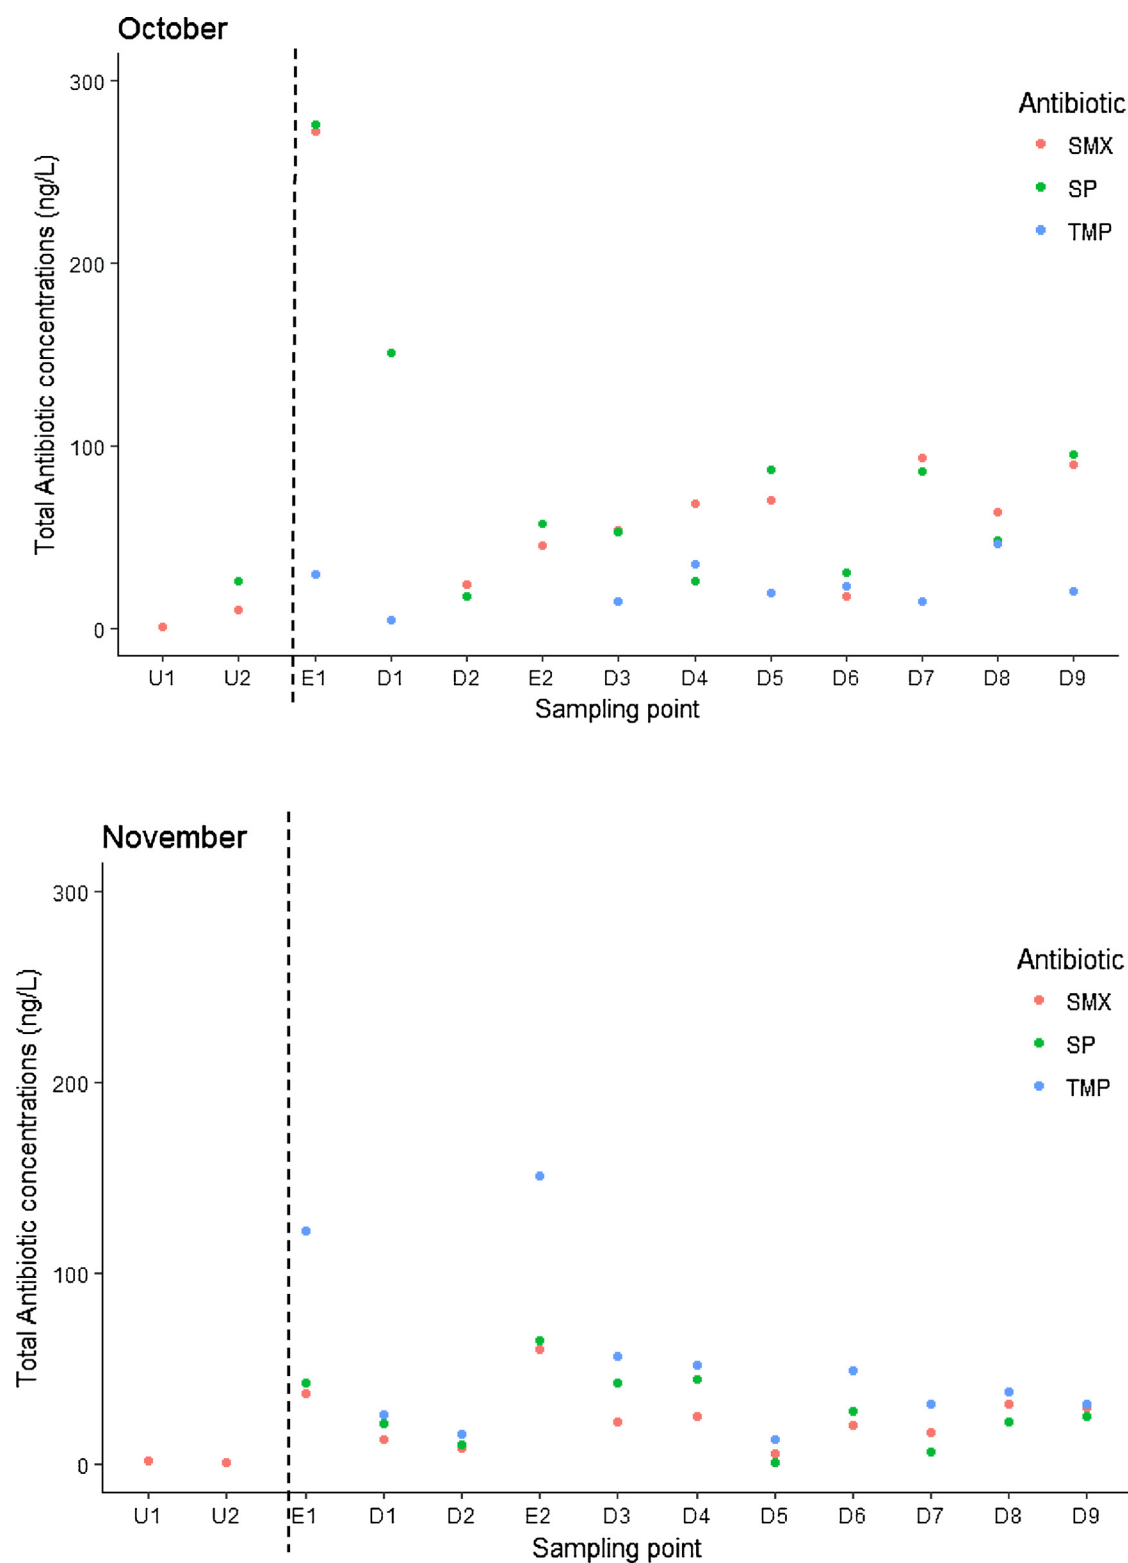 October
Total Antibiotic concentrations (ng/L)
300
200
100
0
Antibiotic
SMX
SP
TMP
U1 U2 E1 D1 D2 E2 D3 D4 D5 D6 D7 D8 D9
Sampling point
November
Total Antibiotic concentrations (ng/L)
300
200
100
0
Antibiotic
SMX
SP
TMP
U1 U2 E1 D1 D2 E2 D3 D4 D5 D6 D7 D8 D9
Sampling point